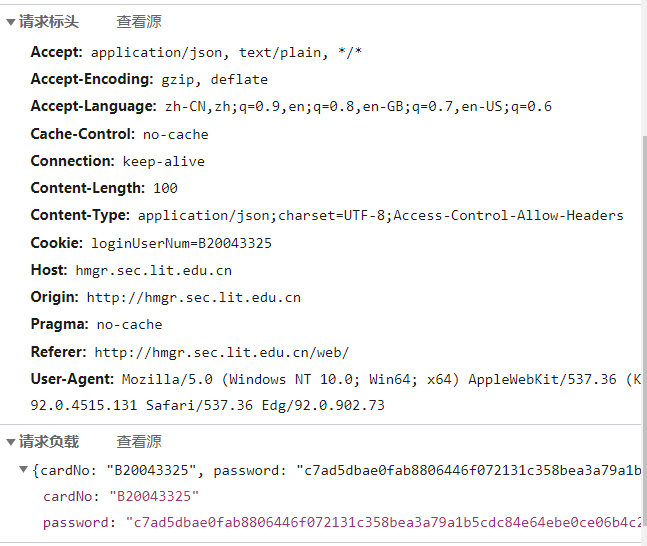 请求标头 查看源
Accept: application/json, text/plain, */*
Accept-Encoding: gzip, deflate
Accept-Language: zh-CN,zh;q=0.9,en;q=0.8,en-GB;q=0.7,en-US;q=0.6
Cache-Control: no-cache
Connection: keep-alive
Content-Length: 100
Content-Type: application/json;charset=UTF-8;Access-Control-Allow-Headers
Cookie: loginUserNum=B20043325
Host: hmgr.sec.lit.edu.cn
Origin: http://hmgr.sec.lit.edu.cn
Pragma: no-cache
Referer: http://hmgr.sec.lit.edu.cn/web/
User-Agent: Mozilla/5.0 (Windows NT 10.0; Win64; x64) AppleWebKit/537.36 (K
92.0.4515.131 Safari/537.36 Edg/92.0.902.73
请求负载 查看源
{cardNo: "B20043325", password: "c7ad5dbae0fab8806446f072131c358bea3a79a1b
cardNo: "B20043325"
password: "c7ad5dbae0fab8806446f072131c358bea3a79a1b5cdc84e64ebe0ce06b4c2